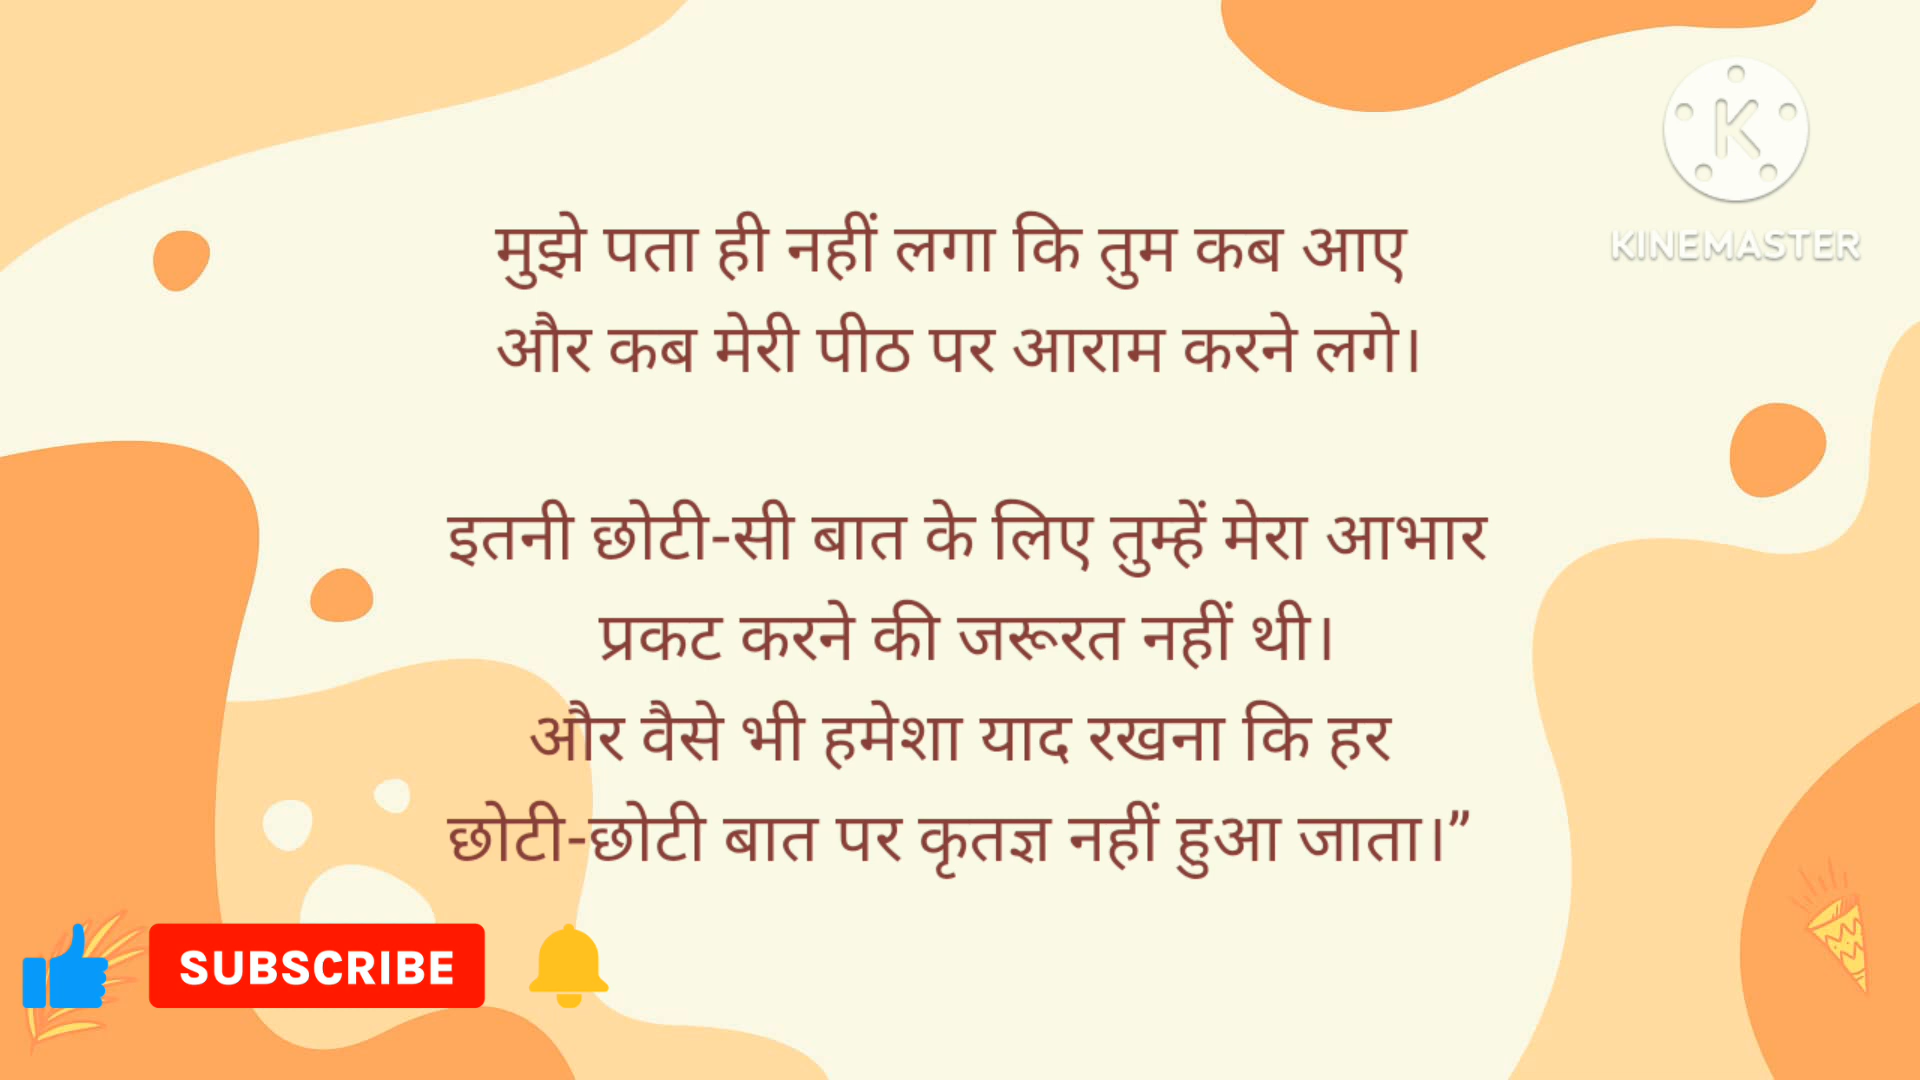 KINEMASTER
मुझे पता ही नहीं लगा कि तुम कब आए
और कब मेरी पीठ पर आराम करने लगे।
इतनी छोटी-सी बात के लिए तुम्हें मेरा आभार
प्रकट करने की जरूरत नहीं थी।
और वैसे भी हमेशा याद रखना कि हर
छोटी-छोटी बात पर कृतज्ञ नहीं हुआ जाता।”
SUBSCRIBE